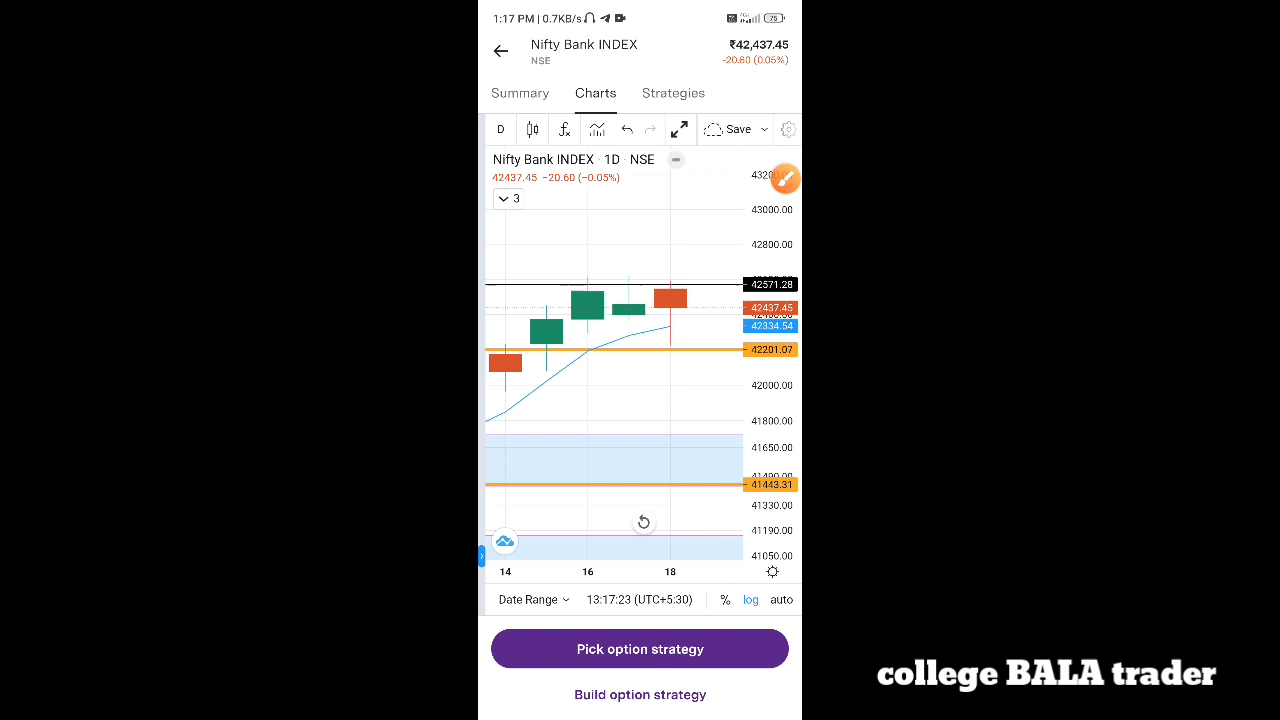 1:17 PM | 0.7KB/s
75
Nifty Bank INDEX
₹42,437.45
NSE
-20.60 (0.05%)
Summary
Charts
Strategies
D
Save
Nifty Bank INDEX · 1D · NSE
42437.45 −20.60 (−0.05%)
3
43000.00
42800.00
42571.28
42437.45
42334.54
42201.07
42000.00
41800.00
41650.00
41443.31
41330.00
41190.00
41050.00
14
16
18
Date Range
13:17:23 (UTC+5:30)
%
log
auto
Pick option strategy
Build option strategy
college BALA trader